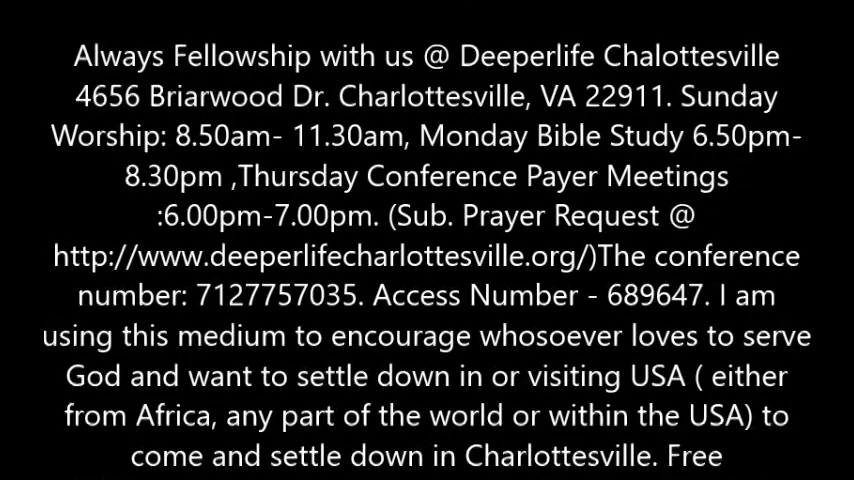 Always Fellowship with us @ Deeperlife Chalottesville
4656 Briarwood Dr. Charlottesville, VA 22911. Sunday
Worship: 8.50am- 11.30am, Monday Bible Study 6.50pm-
8.30pm ,Thursday Conference Payer Meetings
:6.00pm-7.00pm. (Sub. Prayer Request @
http://www.deeperlifecharlottesville.org/)The conference
number: 7127757035. Access Number - 689647. I am
using this medium to encourage whosoever loves to serve
God and want to settle down in or visiting USA ( either
from Africa, any part of the world or within the USA) to
come and settle down in Charlottesville. Free